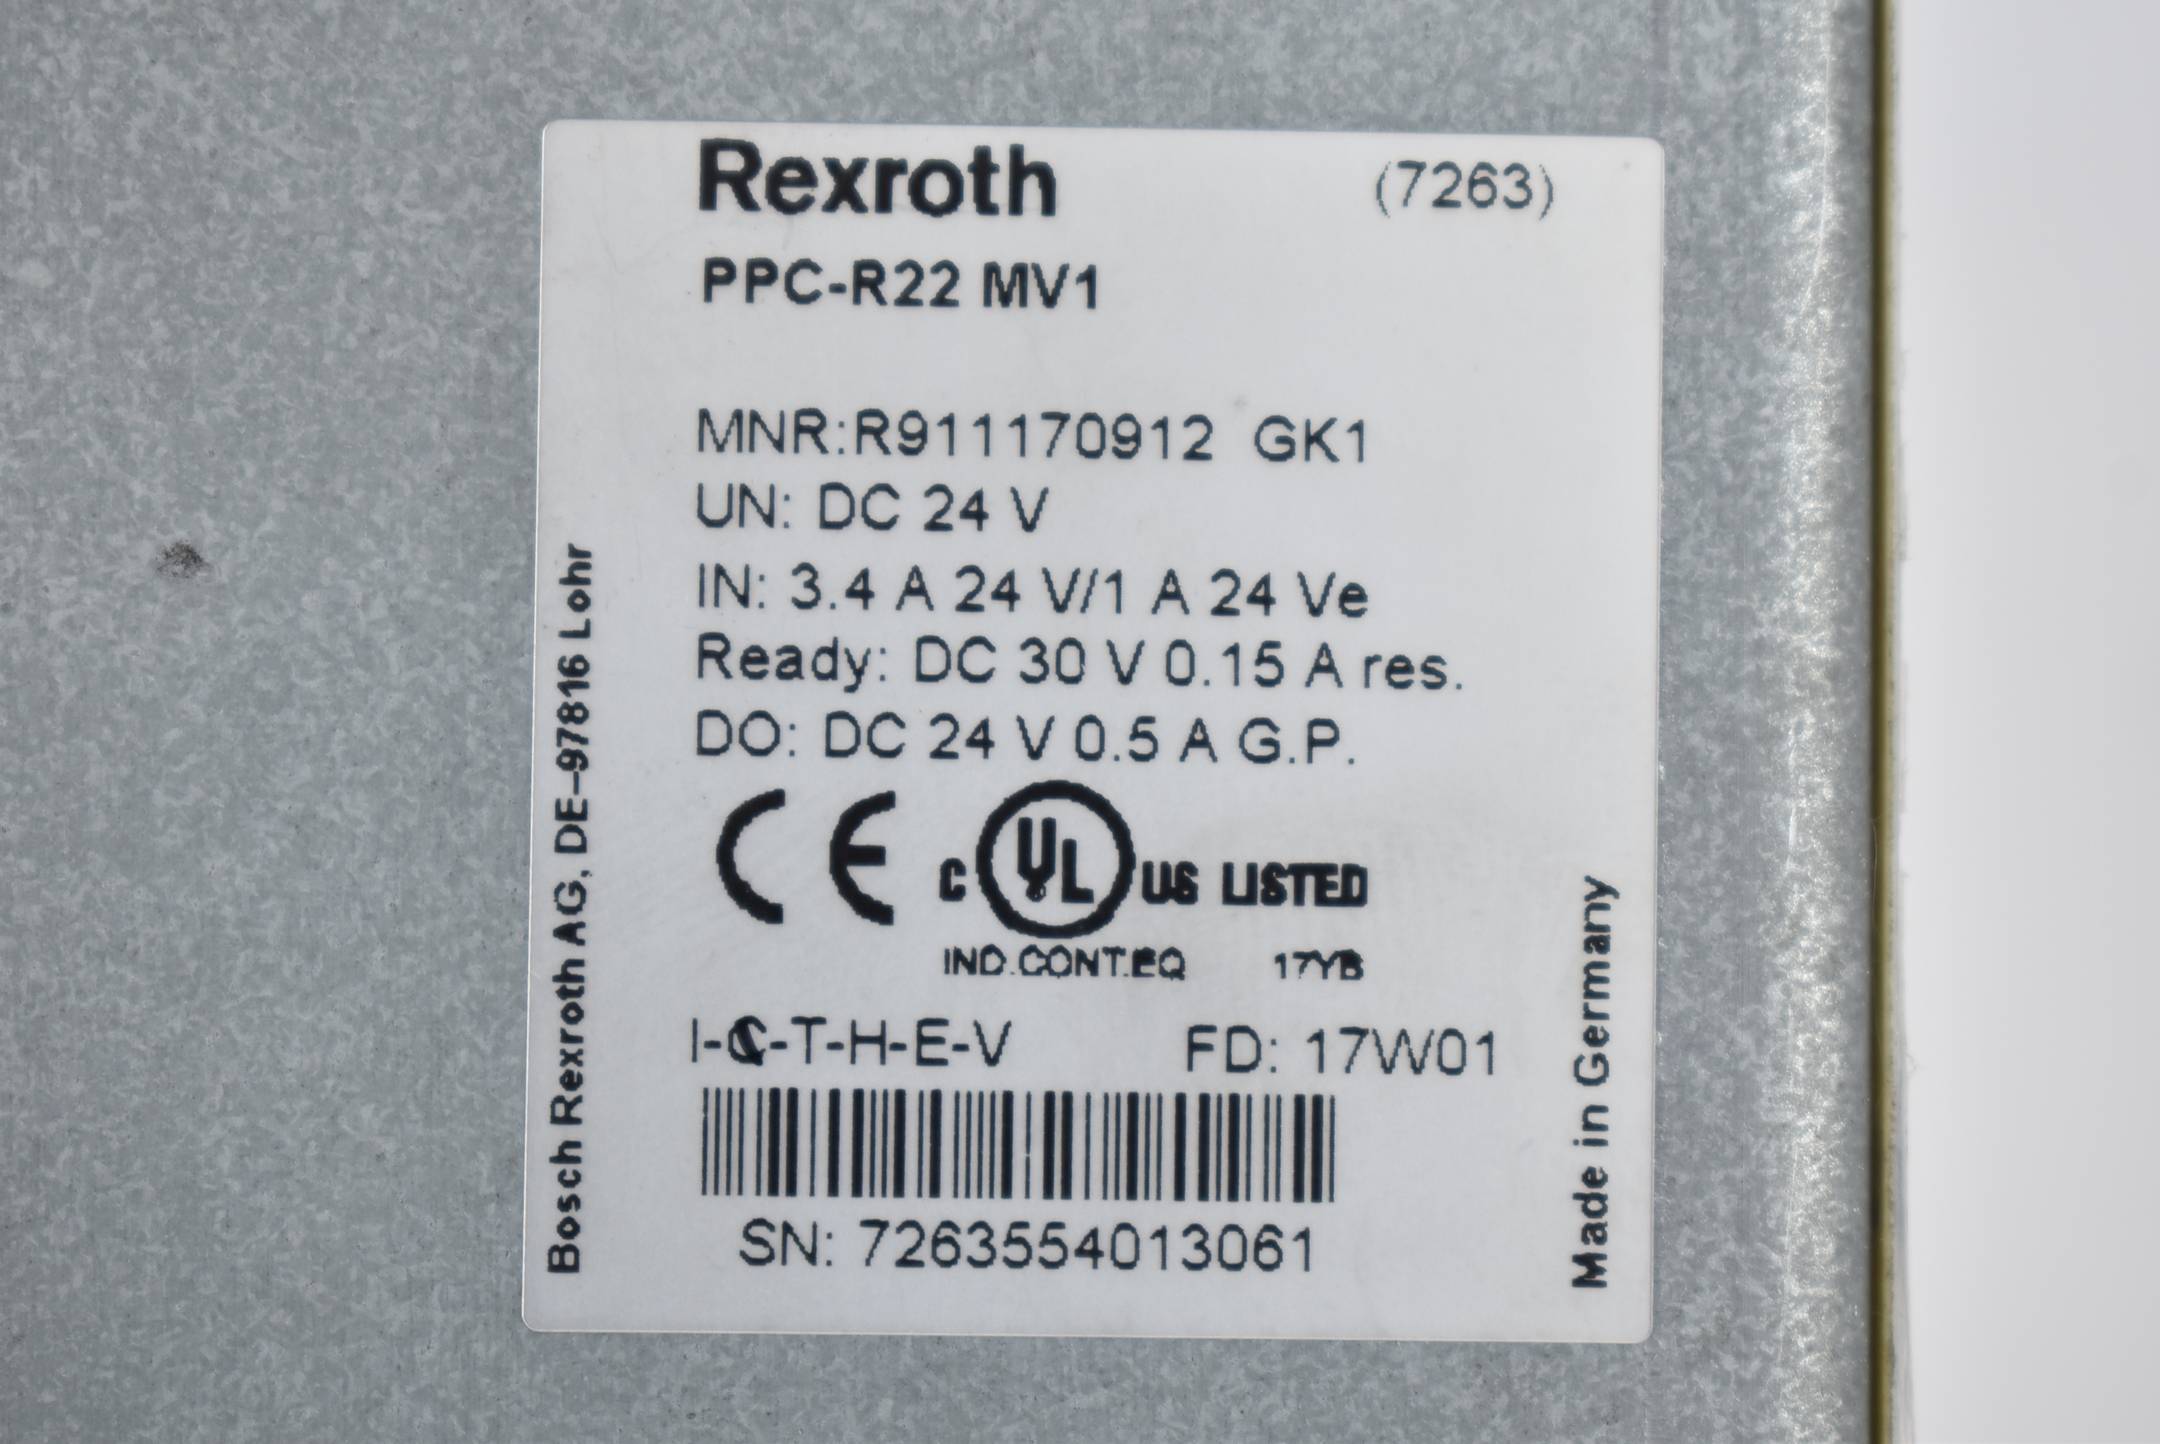 Rexroth (7263)
PPC-R22 MV1
MNR:R911170912 GK1
UN: DC 24 V
IN: 3.4 A 24 V/1 A 24 Ve
Ready: DC 30 V 0.15 A res.
DO: DC 24 V 0.5 A G.P.
CE C UL US LISTED
IND.CONT.EQ 17YB
I-C-T-H-E-V FD: 17W01
SN: 7263554013061
Bosch Rexroth AG, DE-97816 Lohr
Made in Germany